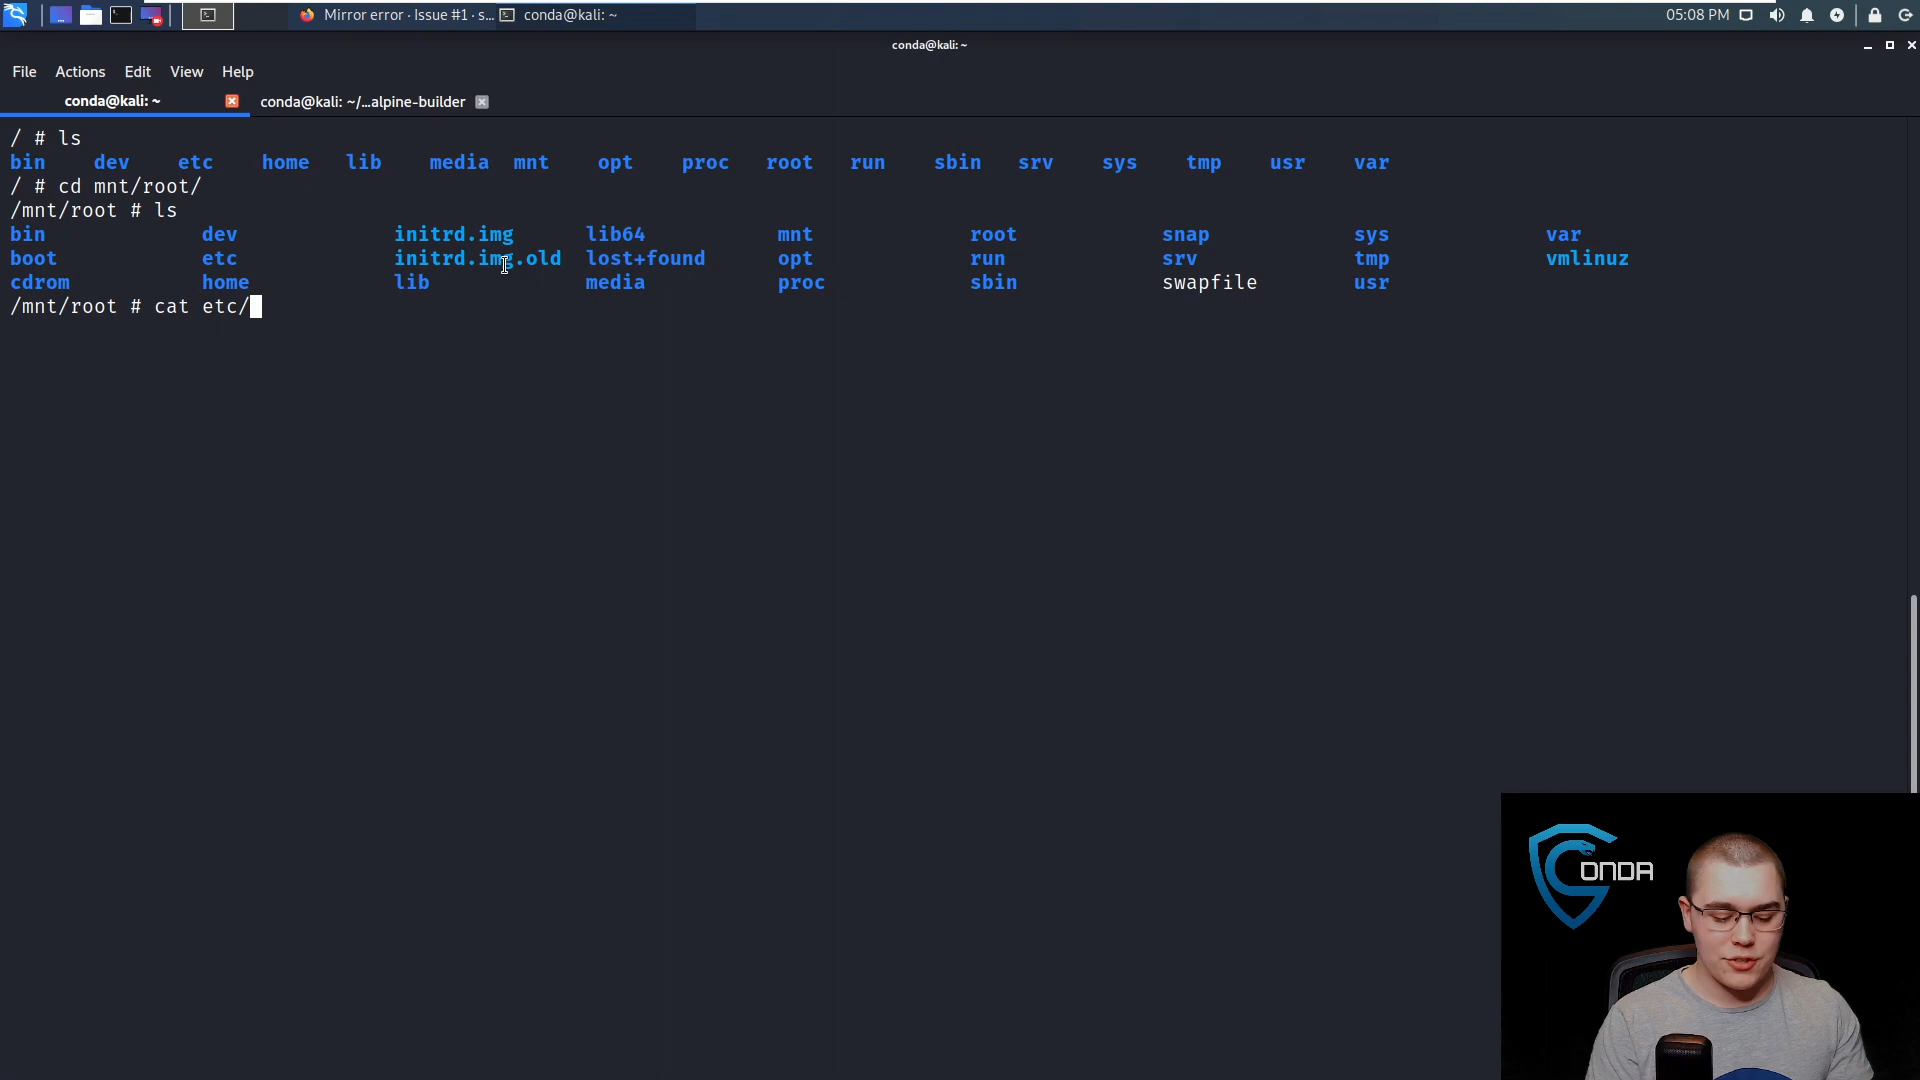 Mirror error · Issue #1 · s...
conda@kali: ~
05:08 PM
conda@kali: ~
File Actions Edit View Help
conda@kali: ~
conda@kali: ~/...alpine-builder
/ # ls
bin dev etc home lib media mnt opt proc root run sbin srv sys tmp usr var
/ # cd mnt/root/
/mnt/root # ls
bin dev initrd.img lib64 mnt root snap sys var
boot etc initrd.img.old lost+found opt run srv tmp vmlinuz
cdrom home lib media proc sbin swapfile usr
/mnt/root # cat etc/
CONDA